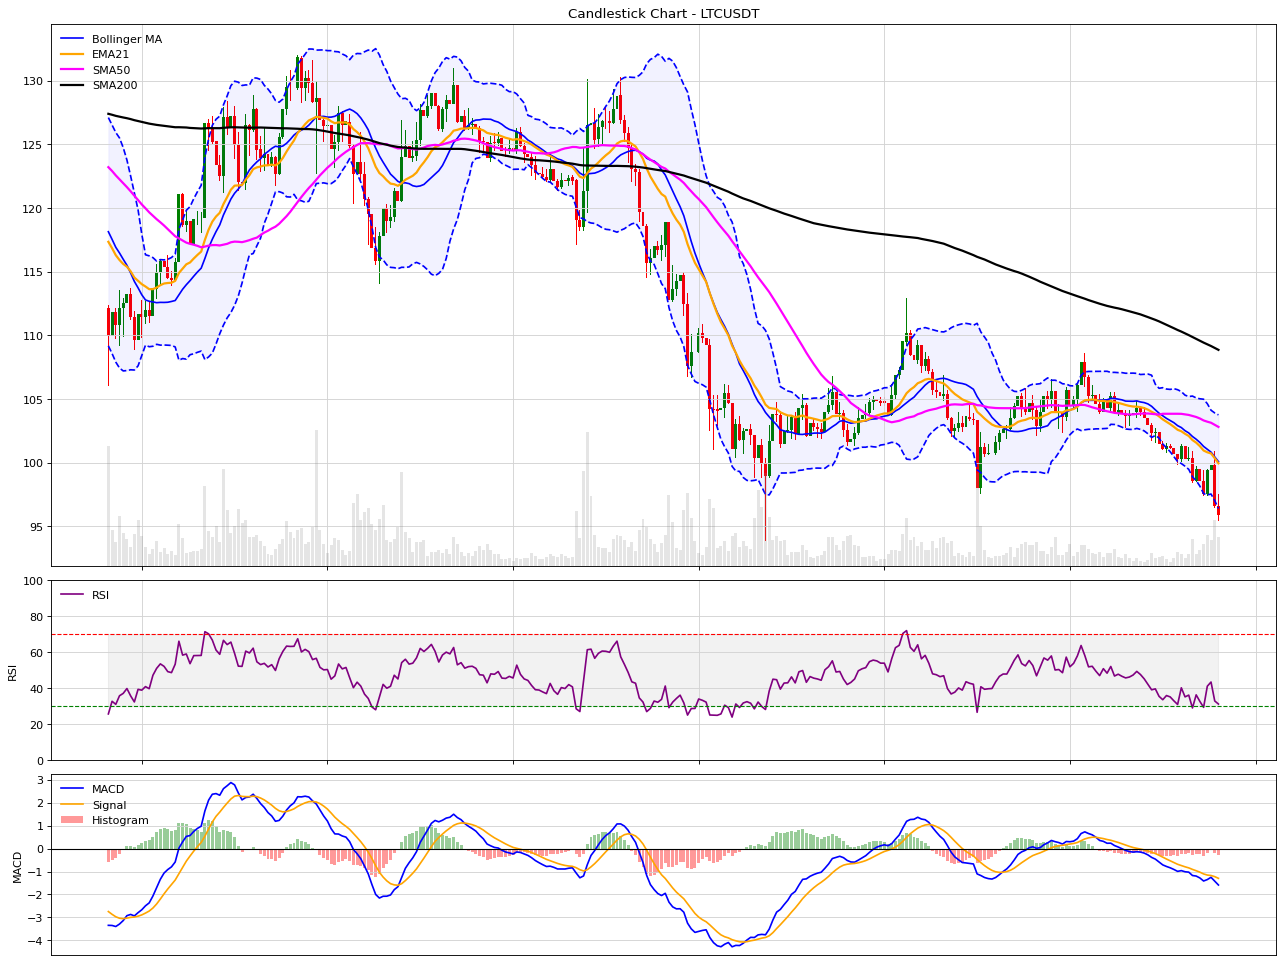 Candlestick Chart - LTCUSDT
Bollinger MA
EMA21
SMA50
SMA200
130
125
120
115
110
105
100
95
RSI
100
80
60
40
20
0
RSI
MACD
Signal
Histogram
3
2
1
0
−1
−2
−3
−4
MACD